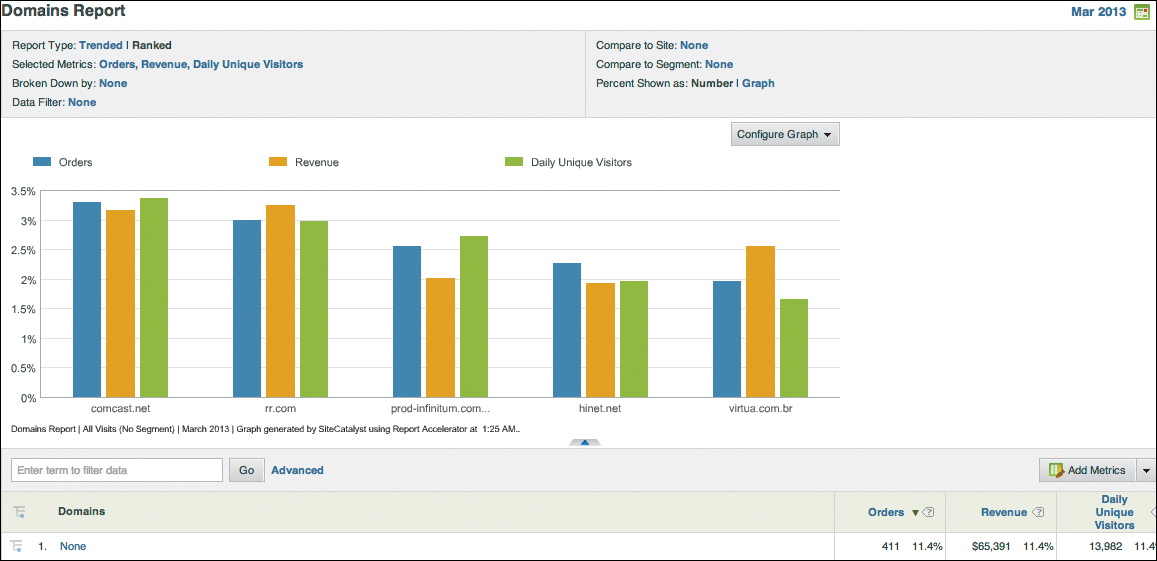 Domains Report
Mar 2013
Report Type: Trended | Ranked
Selected Metrics: Orders, Revenue, Daily Unique Visitors
Broken Down by: None
Data Filter: None
Compare to Site: None
Compare to Segment: None
Percent Shown as: Number | Graph
Configure Graph
Orders
Revenue
Daily Unique Visitors
3.5%
3%
2.5%
2%
1.5%
1%
0.5%
0%
comcast.net
rr.com
prod-infinitum.com...
hinet.net
virtua.com.br
Domains Report | All Visits (No Segment) | March 2013 | Graph generated by SiteCatalyst using Report Accelerator at 1:25 AM..
Enter term to filter data
Go
Advanced
Add Metrics
Domains
Orders ▼ ?
Revenue ?
Daily
Unique
Visitors
1. None 411 11.4% $65,391 11.4% 13,982 11.4